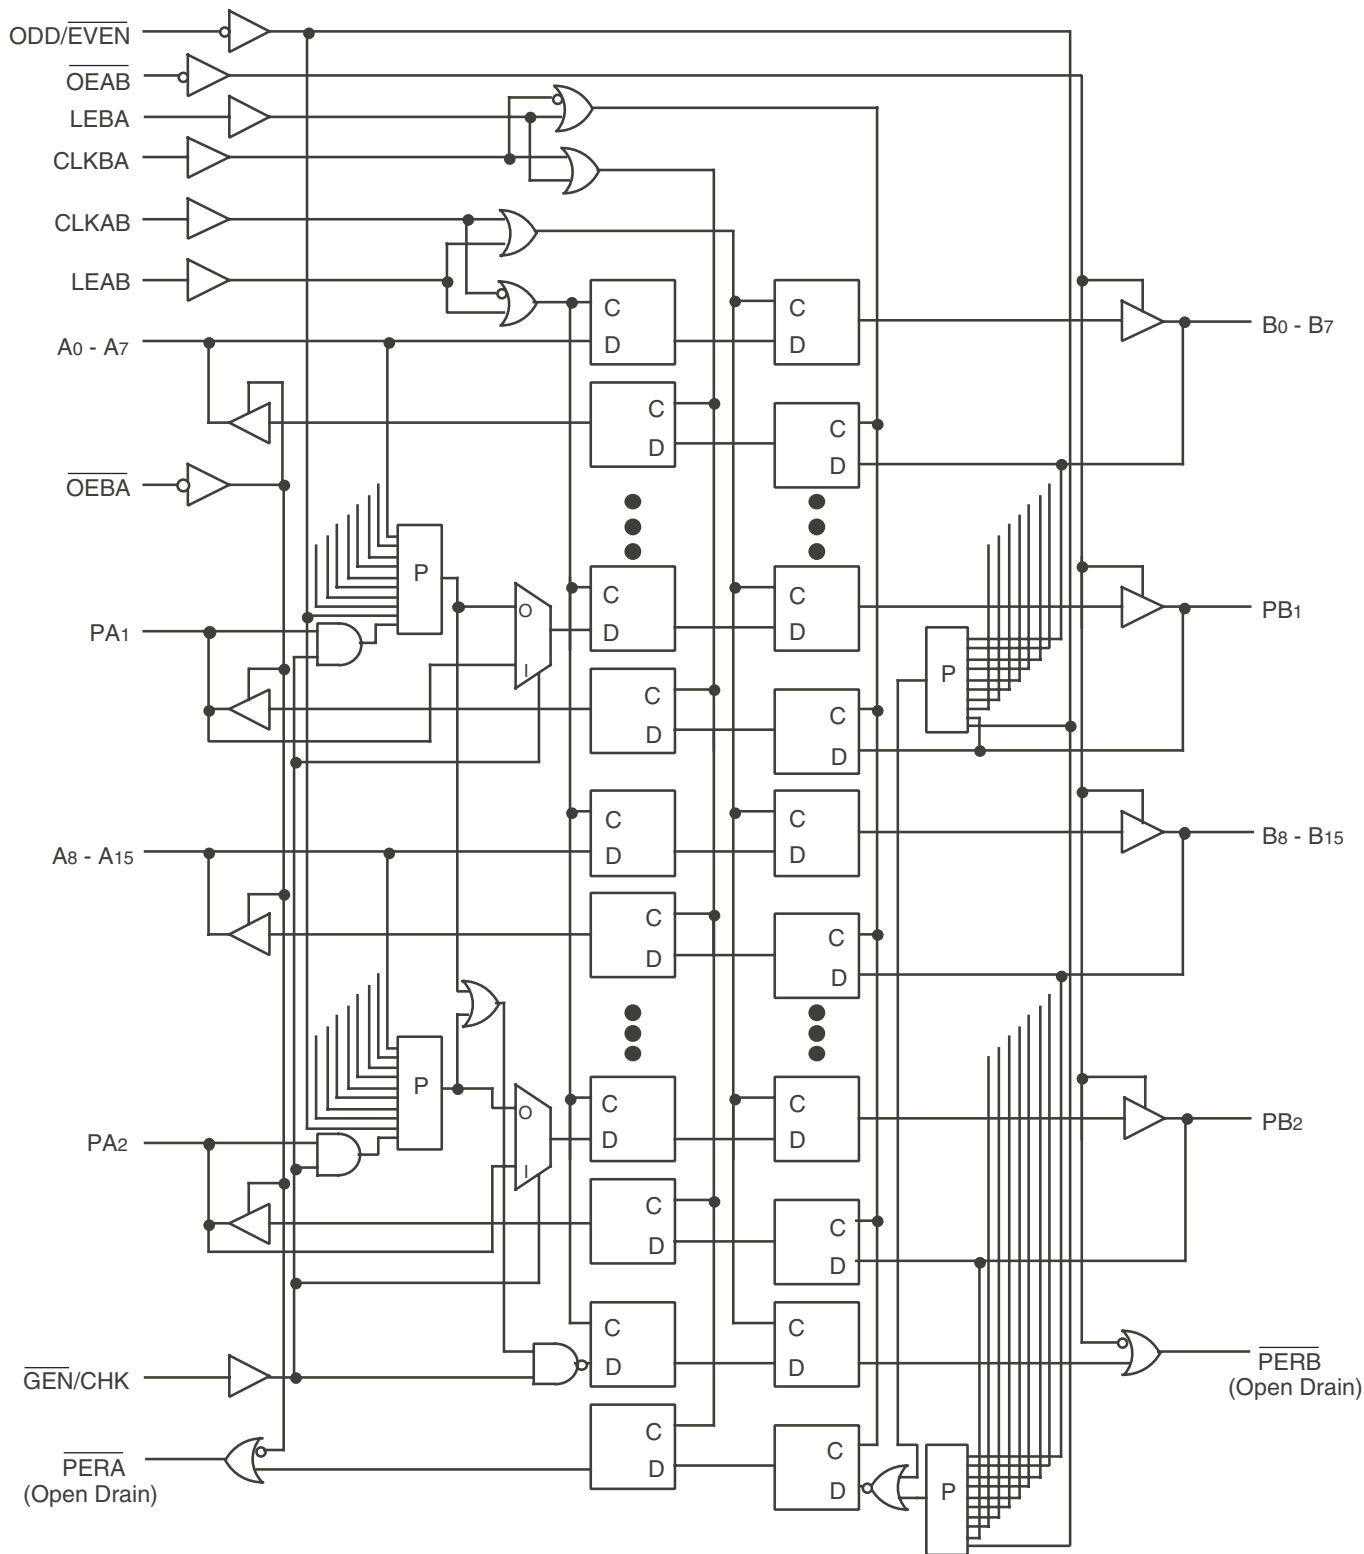 ODD/EVEN
OEAB
LEBA
CLKBA
CLKAB
LEAB
C
C
A0 - A7
D
D
B0 - B7
C
C
D
D
OEBA
P
C
C
O
PA1
D
D
PB1
I
P
C
C
D
D
C
C
A8 - A15
D
D
B8 - B15
C
C
D
D
P
C
C
O
PA2
D
D
PB2
I
C
C
D
D
C
C
GEN/CHK
D
D
PERB
(Open Drain)
C
C
PERA
D
D
P
(Open Drain)